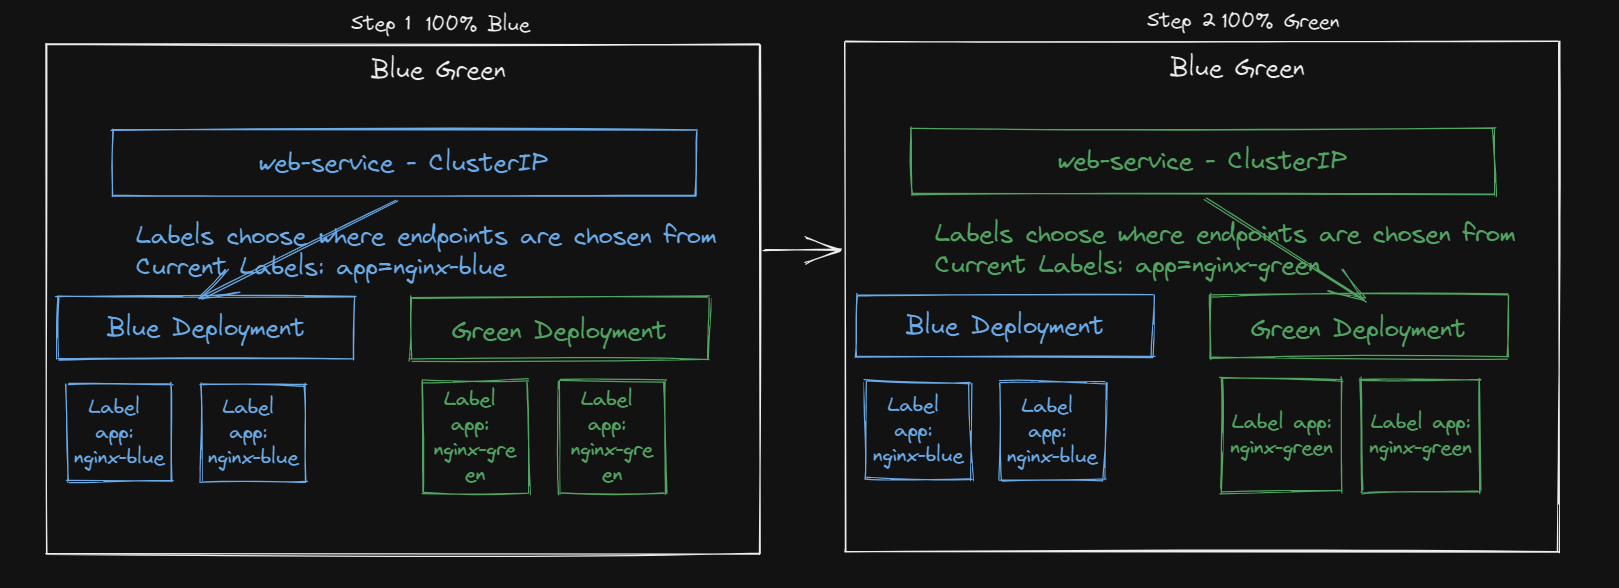 Step 1 100% Blue
Blue Green
web-service - ClusterIP
Labels choose where endpoints are chosen from
Current Labels: app=nginx-blue
Blue Deployment
Green Deployment
Label
app:
nginx-blue
Label
app:
nginx-blue
Label
app:
nginx-gre
en
Label
app:
nginx-gre
en
Step 2 100% Green
Blue Green
web-service - ClusterIP
Labels choose where endpoints are chosen from
Current Labels: app=nginx-green
Blue Deployment
Green Deployment
Label
app:
nginx-blue
Label
app:
nginx-blue
Label app:
nginx-green
Label app:
nginx-green